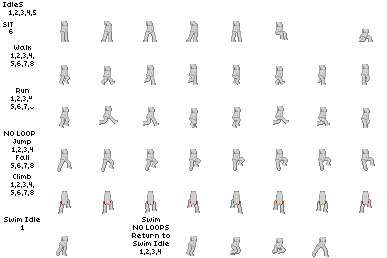 IdleS
1,2,3,4,5
SIT
6
Walk
1,2,3,4,
5,6,7,8
Run
1,2,3,
5,6,7,
NO LOOP
Jump
1,2,3,4
Fall
5,6,7,8
Climb
1,2,3,4,
5,6,7,8
Swim Idle
1
Swim
NO LOOPS
Return to
Swim Idle
1,2,3,4